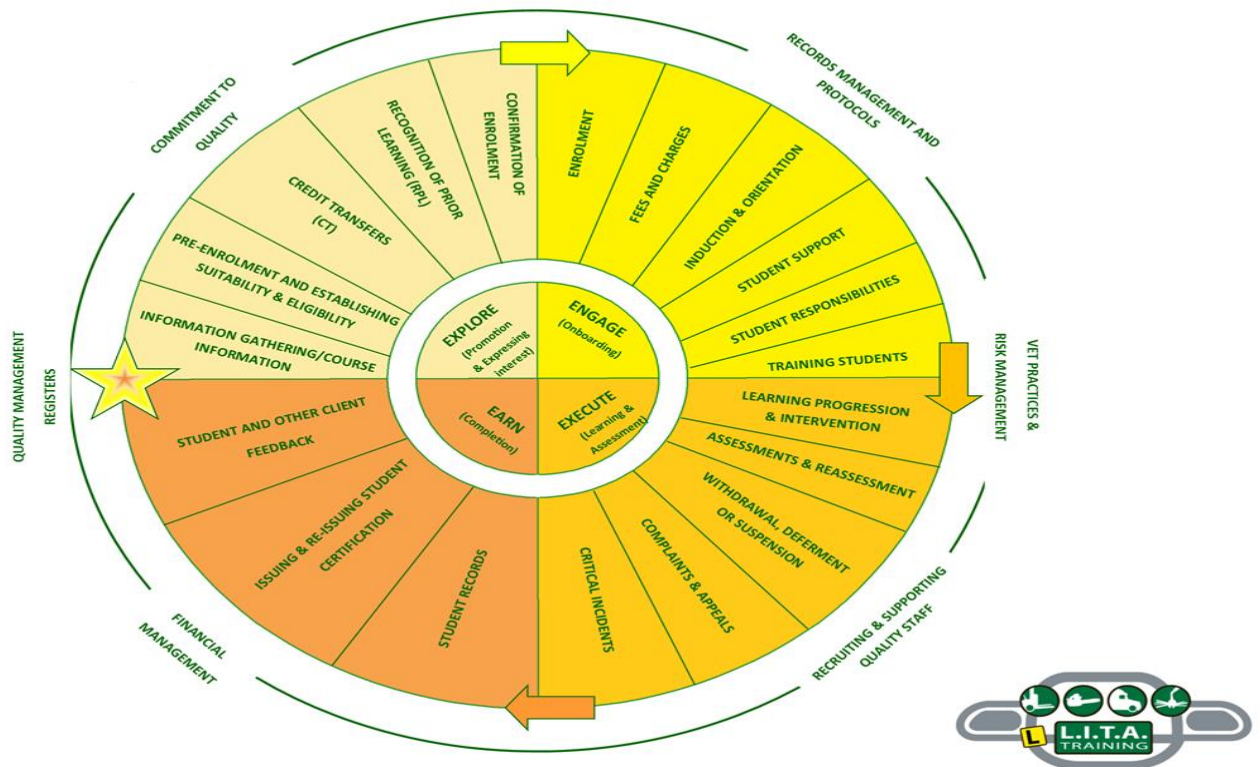 COMMITMENT TO
QUALITY
RECORDS MANAGEMENT AND
PROTOCOLS
VET PRACTICES &
RISK MANAGEMENT
RECRUITING & SUPPORTING
QUALITY STAFF
FINANCIAL
MANAGEMENT
QUALITY MANAGEMENT
REGISTERS
INFORMATION GATHERING/COURSE
INFORMATION
PRE-ENROLMENT AND ESTABLISHING
SUITABILITY & ELIGIBILITY
CREDIT TRANSFERS
(CT)
RECOGNITION OF PRIOR
LEARNING (RPL)
CONFIRMATION OF
ENROLMENT
ENROLMENT
FEES AND CHARGES
INDUCTION & ORIENTATION
STUDENT SUPPORT
STUDENT RESPONSIBILITIES
TRAINING STUDENTS
LEARNING PROGRESSION
& INTERVENTION
ASSESSMENTS & REASSESSMENT
WITHDRAWAL, DEFERMENT
OR SUSPENSION
COMPLAINTS & APPEALS
CRITICAL INCIDENTS
STUDENT RECORDS
ISSUING & RE-ISSUING STUDENT
CERTIFICATION
STUDENT AND OTHER CLIENT
FEEDBACK
EXPLORE
(Promotion
& Expressing
interest)
ENGAGE
(Onboarding)
EXECUTE
(Learning &
Assessment)
EARN
(Completion)
L
L.I.T.A.
TRAINING